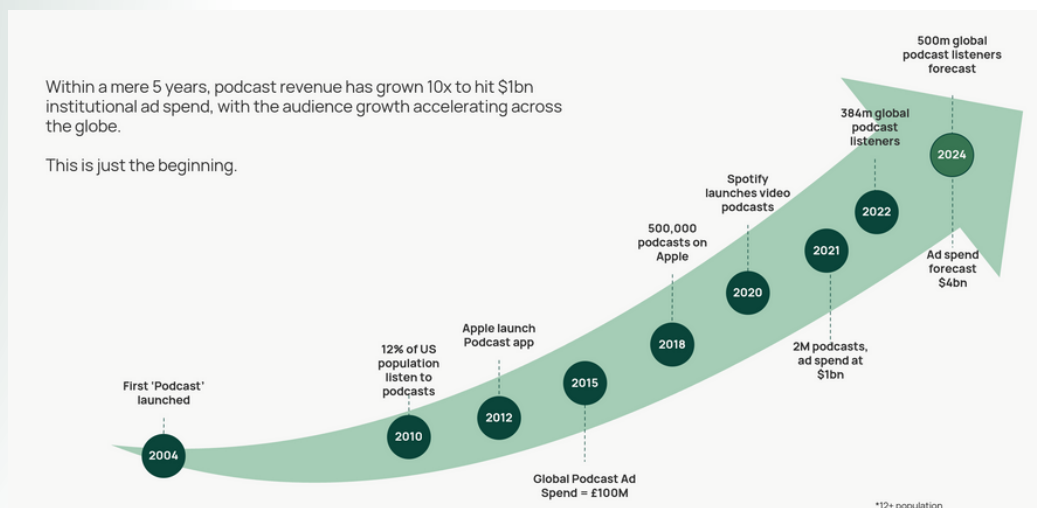 Within a mere 5 years, podcast revenue has grown 10x to hit $1bn
institutional ad spend, with the audience growth accelerating across
the globe.
This is just the beginning.
First ‘Podcast’
launched
2004
12% of US
population
listen to
podcasts
2010
Apple launch
Podcast app
2012
2015
Global Podcast Ad
Spend = £100M
500,000
podcasts on
Apple
2018
Spotify
launches video
podcasts
2020
2021
2M podcasts,
ad spend at
$1bn
384m global
podcast
listeners
2022
500m global
podcast listeners
forecast
2024
Ad spend
forecast
$4bn
*12+ population